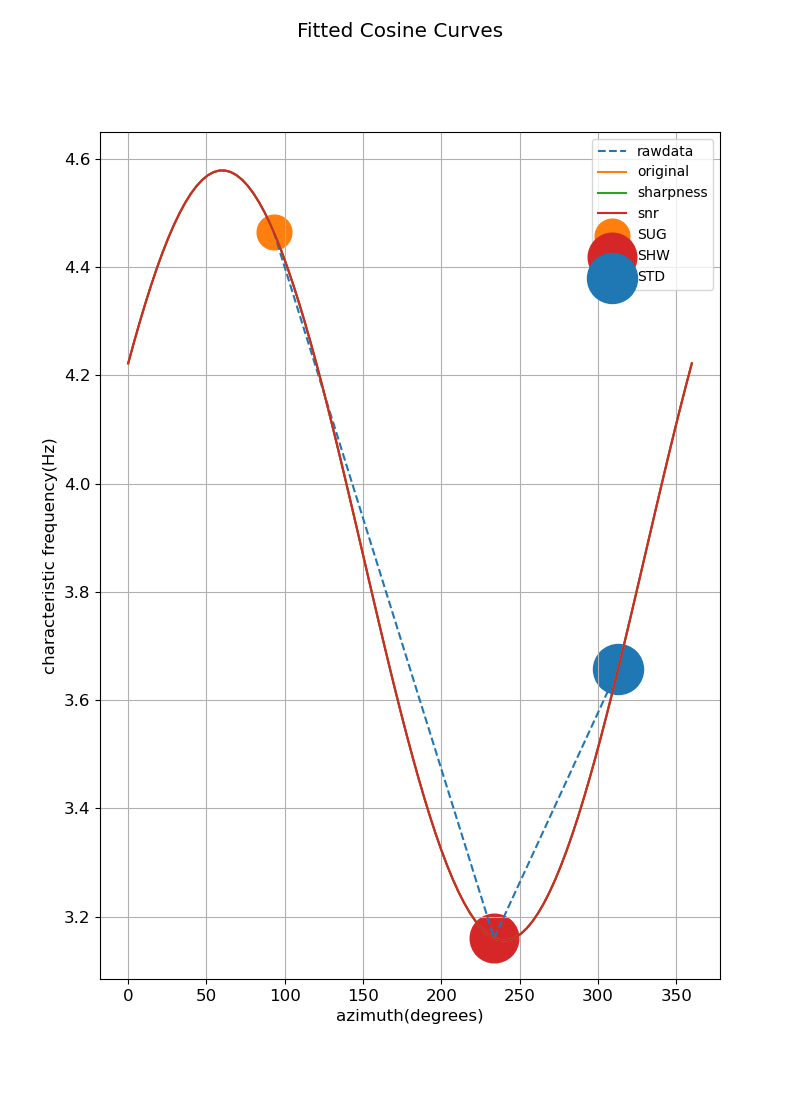 Fitted Cosine Curves
rawdata
original
sharpness
snr
SUG
SHW
STD
4.6
4.4
4.2
4.0
3.8
3.6
3.4
3.2
characteristic frequency(Hz)
0 50 100 150 200 250 300 350
azimuth(degrees)